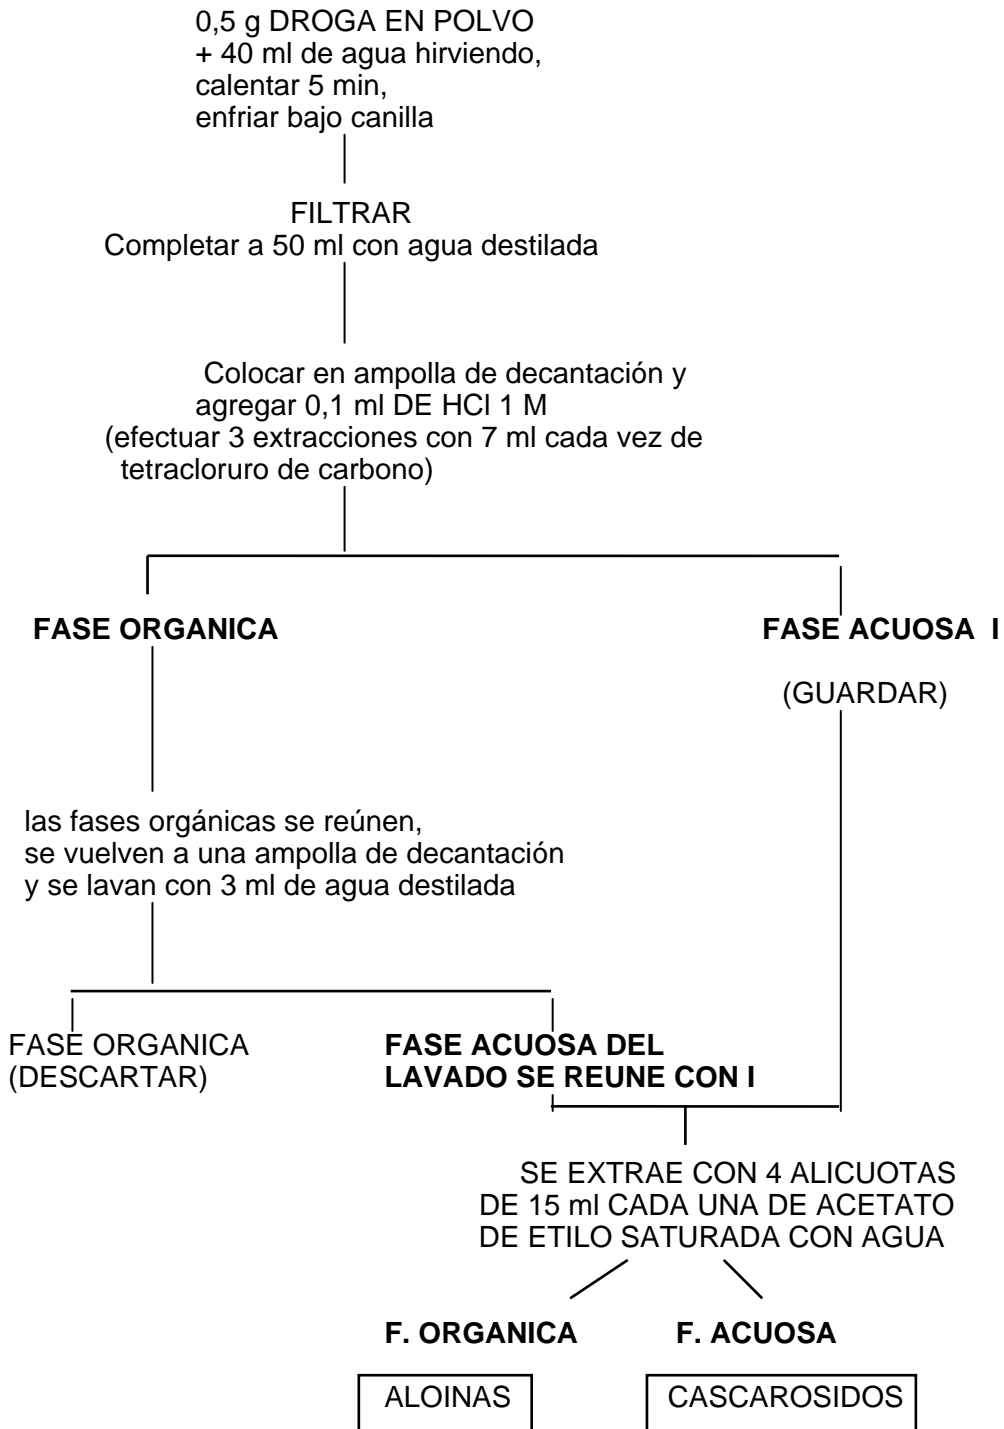 0,5 g DROGA EN POLVO
+ 40 ml de agua hirviendo,
calentar 5 min,
enfriar bajo canilla
FILTRAR
Completar a 50 ml con agua destilada
Colocar en ampolla de decantación y
agregar 0,1 ml DE HCl 1 M
(efectuar 3 extracciones con 7 ml cada vez de
tetracloruro de carbono)
FASE ORGANICA
FASE ACUOSA I
(GUARDAR)
las fases orgánicas se reúnen,
se vuelven a una ampolla de decantación
y se lavan con 3 ml de agua destilada
FASE ORGANICA
(DESCARTAR)
FASE ACUOSA DEL
LAVADO SE REUNE CON I
SE EXTRAE CON 4 ALICUOTAS
DE 15 ml CADA UNA DE ACETATO
DE ETILO SATURADA CON AGUA
F. ORGANICA
F. ACUOSA
ALOINAS
CASCAROSIDOS